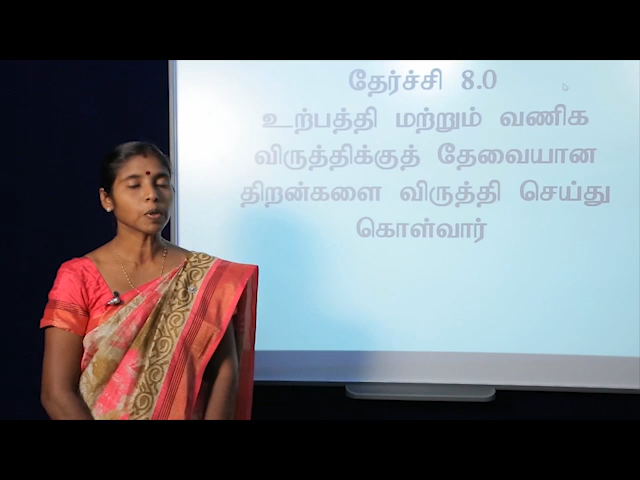 தேர்ச்சி 8.0
உற்பத்தி மற்றும் வணிக
விருத்திக்குத் தேவையான
திறன்களை விருத்தி செய்து
கொள்வார்